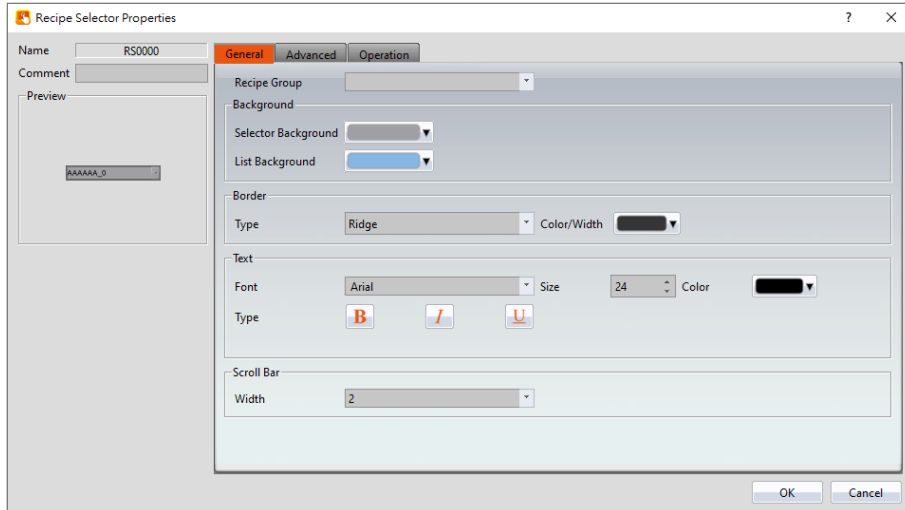 Recipe Selector Properties ? X
Name RS0000
Comment
Preview
AAAAAA_0
General Advanced Operation
Recipe Group
Background
Selector Background
List Background
Border
Type Ridge Color/Width
Text
Font Arial Size 24 Color
Type B I U
Scroll Bar
Width 2
OK Cancel